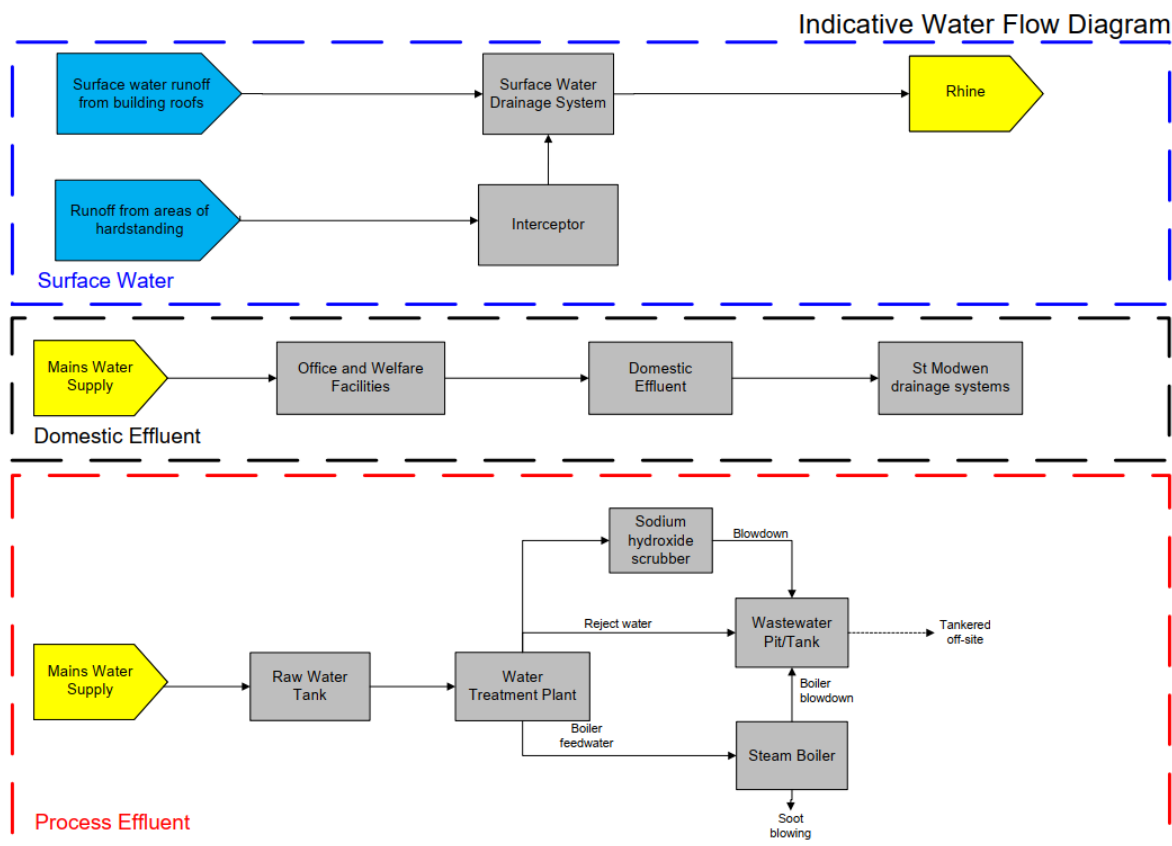 Indicative Water Flow Diagram
Surface water runoff
from building roofs
Surface Water
Drainage System
Rhine
Runoff from areas of
hardstanding
Interceptor
Surface Water
Mains Water
Supply
Office and Welfare
Facilities
Domestic
Effluent
St Modwen
drainage systems
Domestic Effluent
Sodium
hydroxide
scrubber
Blowdown
Reject water
Wastewater
Pit/Tank
Tankered
off-site
Mains Water
Supply
Raw Water
Tank
Water
Treatment Plant
Boiler
blowdown
Boiler
feedwater
Steam Boiler
Soot
blowing
Process Effluent